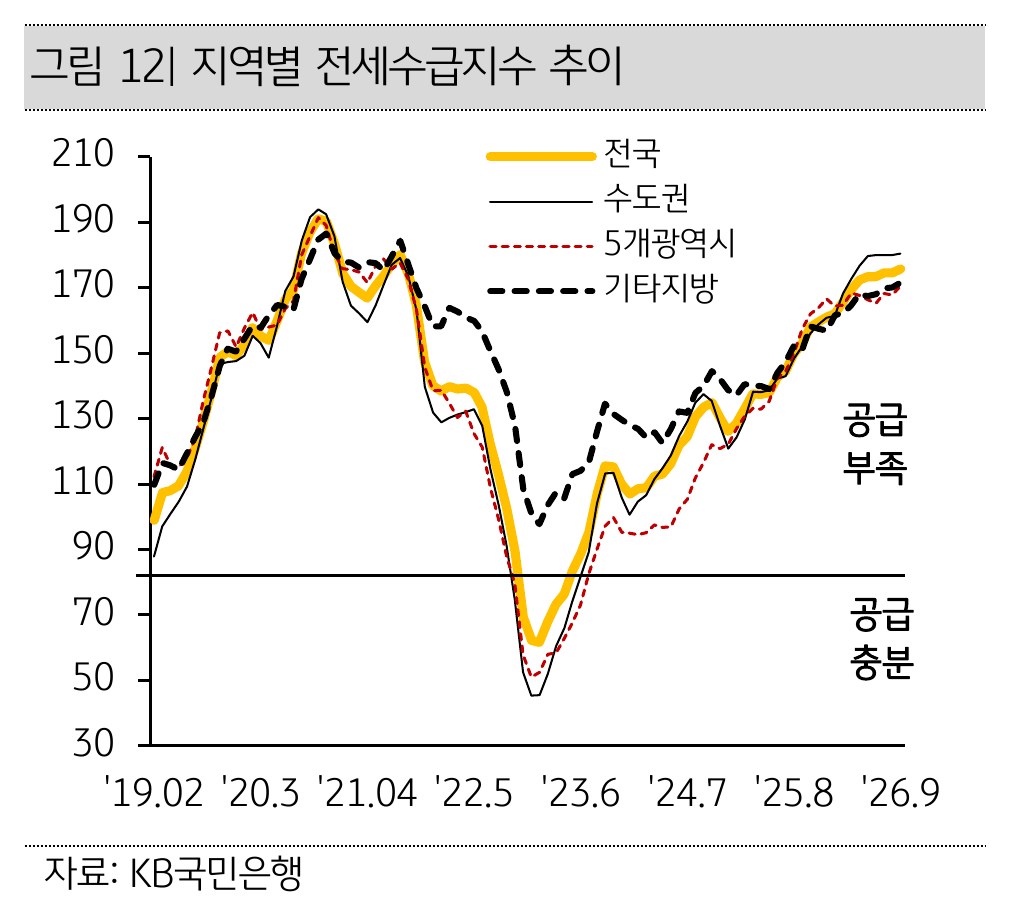 그림 12| 지역별 전세수급지수 추이
210
190
170
150
130
110
90
70
50
30
전국
수도권
5개광역시
기타지방
공급
부족
공급
충분
'19.02 '20.3 '21.04 '22.5 '23.6 '24.7 '25.8 '26.9
자료: KB국민은행